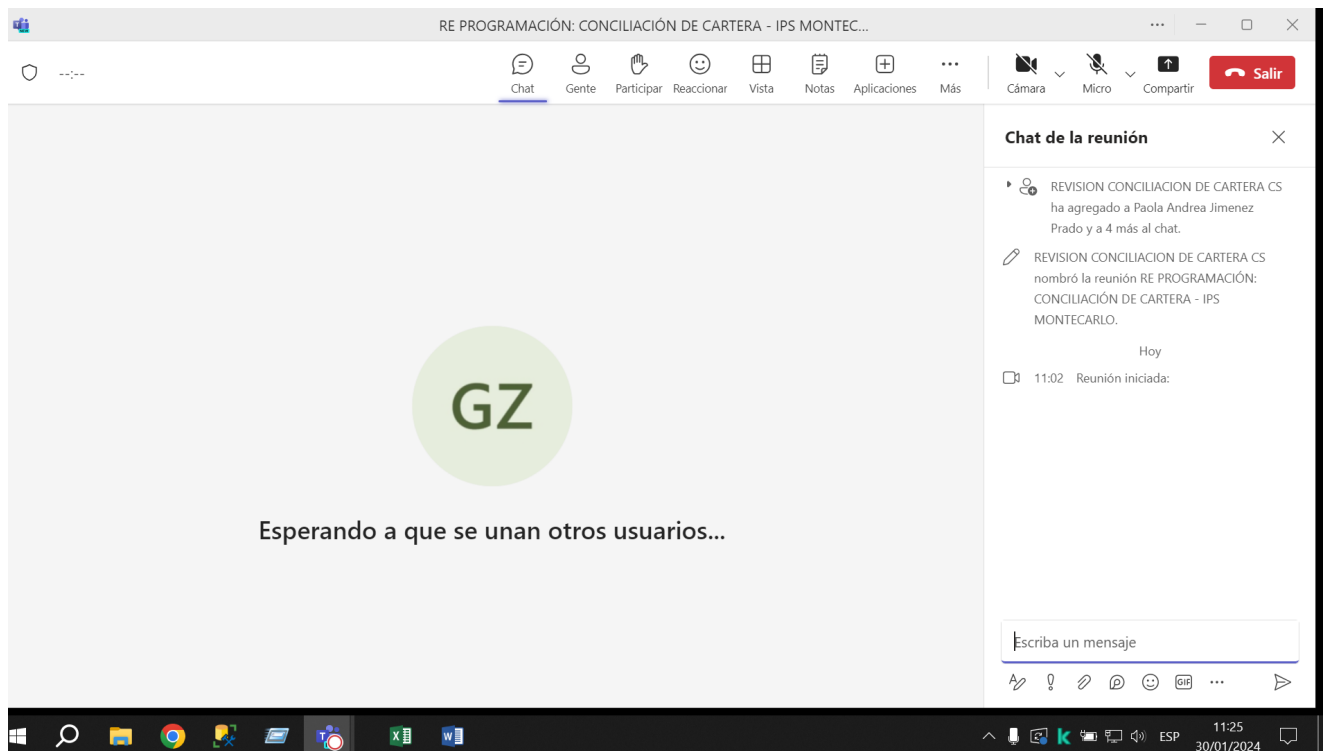 RE PROGRAMACIÓN: CONCILIACIÓN DE CARTERA - IPS MONTEC...
--:--
Chat
Gente
Participar
Reaccionar
Vista
Notas
Aplicaciones
Más
Cámara
Micro
Compartir
Salir
Chat de la reunión
REVISION CONCILIACION DE CARTERA CS
ha agregado a Paola Andrea Jimenez
Prado y a 4 más al chat.
REVISION CONCILIACION DE CARTERA CS
nombró la reunión RE PROGRAMACIÓN:
CONCILIACIÓN DE CARTERA - IPS
MONTECARLO.
Hoy
11:02 Reunión iniciada:
GZ
Esperando a que se unan otros usuarios...
Escriba un mensaje
GIF
ESP
11:25
30/01/2024